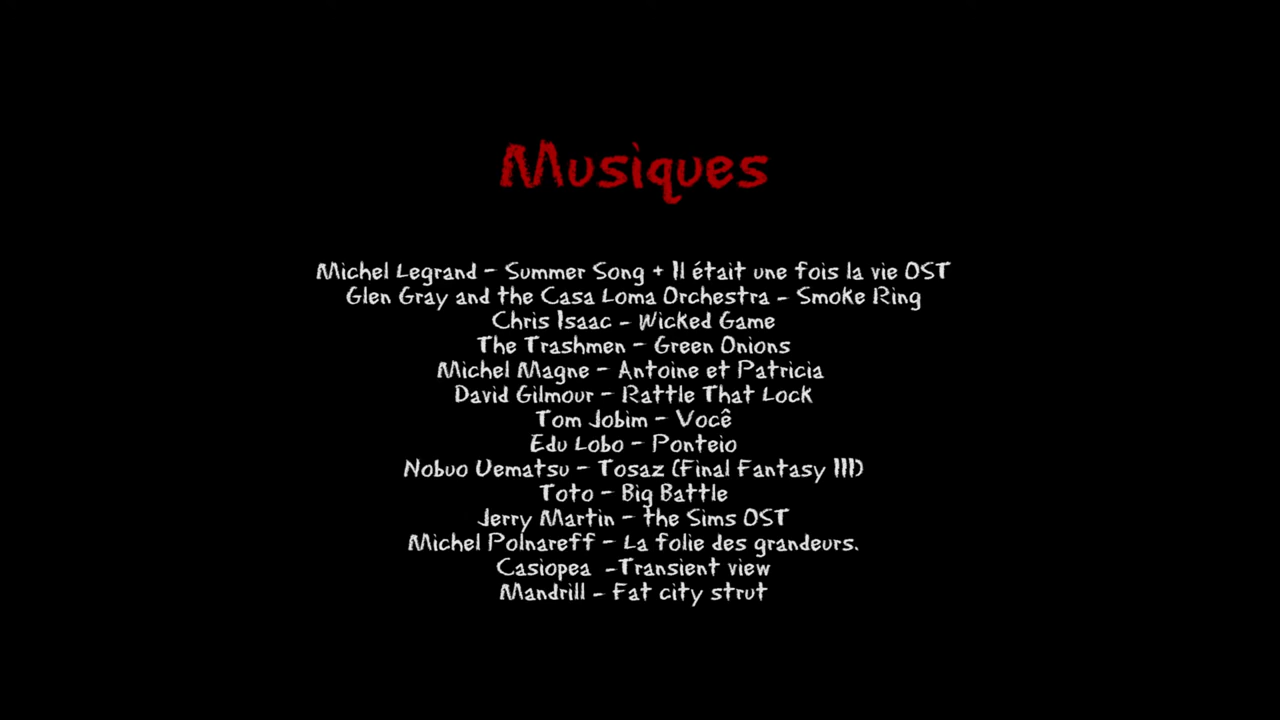 Musiques
Michel Legrand - Summer Song + Il était une fois la vie OST
Glen Gray and the Casa Loma Orchestra - Smoke Ring
Chris Isaac - Wicked Game
The Trashmen - Green Onions
Michel Magne - Antoine et Patricia
David Gilmour - Rattle That Lock
Tom Jobim - Você
Edu Lobo - Ponteio
Nobuo Uematsu - Tosaz (Final Fantasy III)
Toto - Big Battle
Jerry Martin - the Sims OST
Michel Polnareff - La folie des grandeurs.
Casiopea  -Transient view
Mandrill - Fat city strut